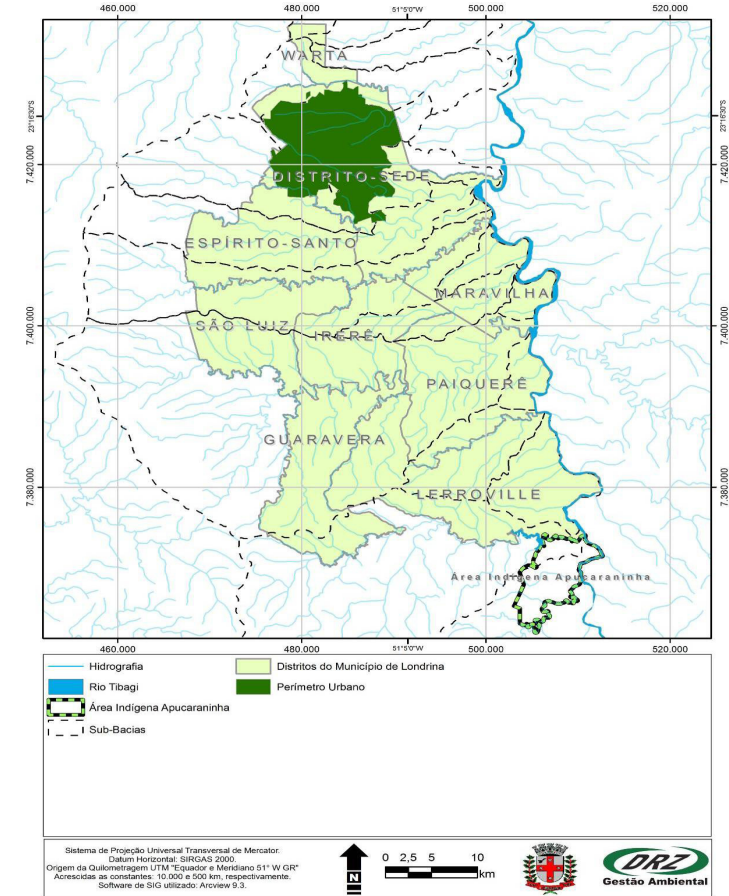 460.000 480.000 51°5'0"W 500.000 520.000
WARTA
23°16'30"S 23°16'30"S
7.420.000 7.420.000
DISTRITO-SEDE
ESPÍRITO-SANTO
MARAVILHA
7.400.000 7.400.000
SÃO LUIZ
IRERÊ
PAIQUERÊ
GUARAVERA
7.380.000 7.380.000
LERROVILLE
Área Indígena Apucaraninha
460.000 480.000 51°5'0"W 500.000 520.000
Hidrografia
Rio Tibagi
Área Indígena Apucaraninha
Sub-Bacias
Distritos do Município de Londrina
Perímetro Urbano
Sistema de Projeção Universal Transversal de Mercator.
Datum Horizontal: SIRGAS 2000.
Origem da Quilometragem UTM "Equador e Meridiano 51° W GR"
Acrescidas as constantes: 10.000 e 500 km, respectivamente.
Software de SIG utilizado: Arcview 9.3.
N
0 2,5 5 10
km
DRZ
Gestão Ambiental